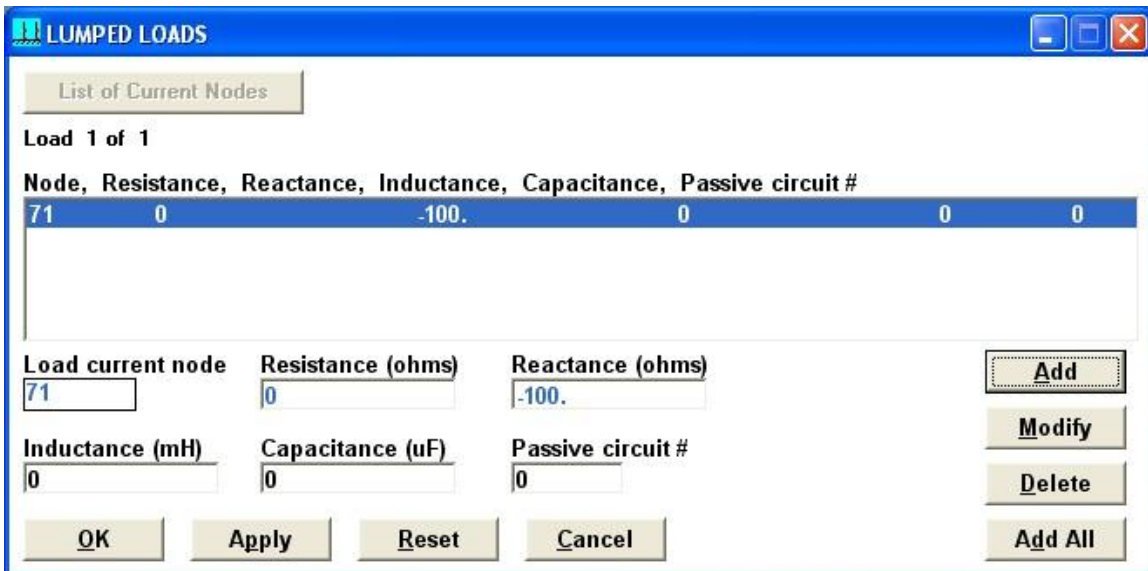 LUMPED LOADS
List of Current Nodes
Load 1 of 1
Node, Resistance, Reactance, Inductance, Capacitance, Passive circuit #
71 0 -100. 0 0 0
Load current node Resistance (ohms) Reactance (ohms)
71 0 -100.
Add
Modify
Inductance (mH) Capacitance (uF) Passive circuit #
0 0 0
Delete
OK Apply Reset Cancel Add All